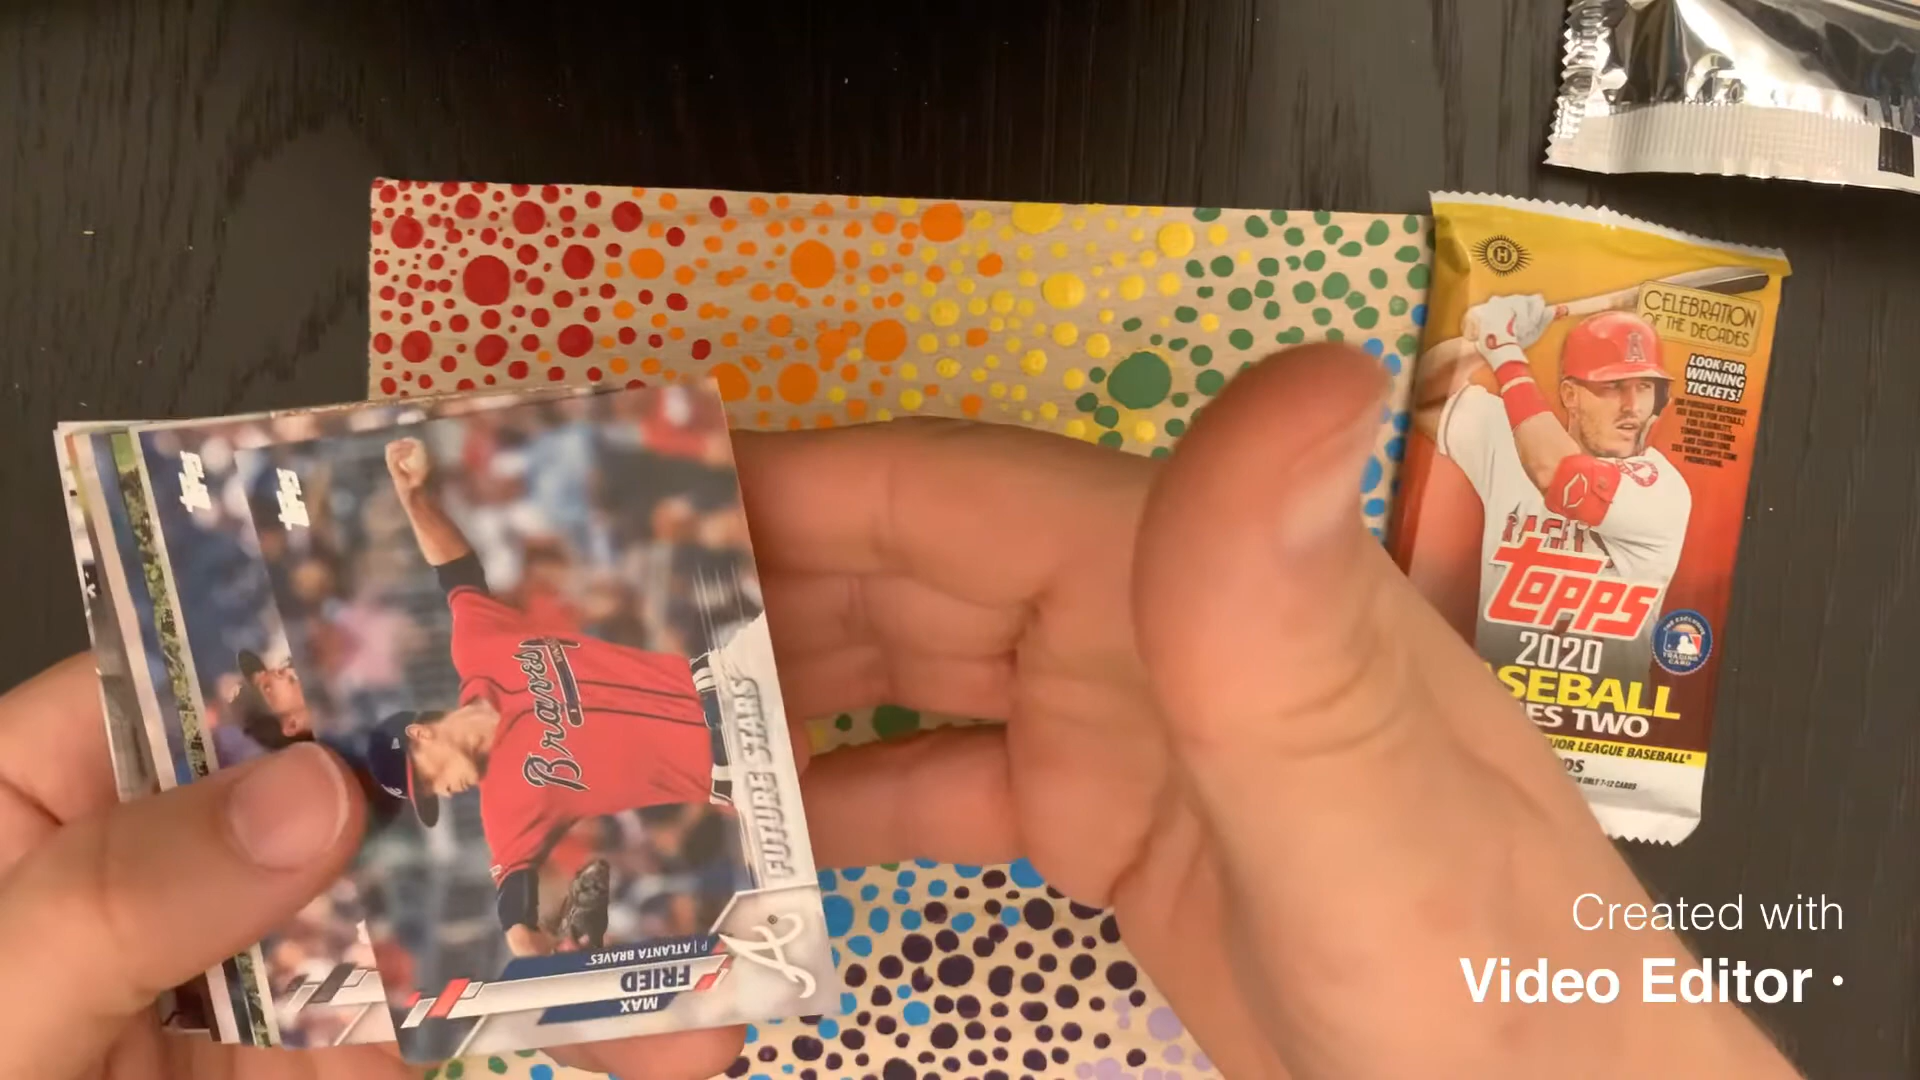 topps
topps
Braves
FUTURE STARS
MAX
FRIED
P | ATLANTA BRAVES
A
H
CELEBRATION
OF THE DECADES
LOOK FOR
WINNING
TICKETS!
A
Topps
2020
SEBALL
ES TWO
JOR LEAGUE BASEBALL
DS
Created with
Video Editor